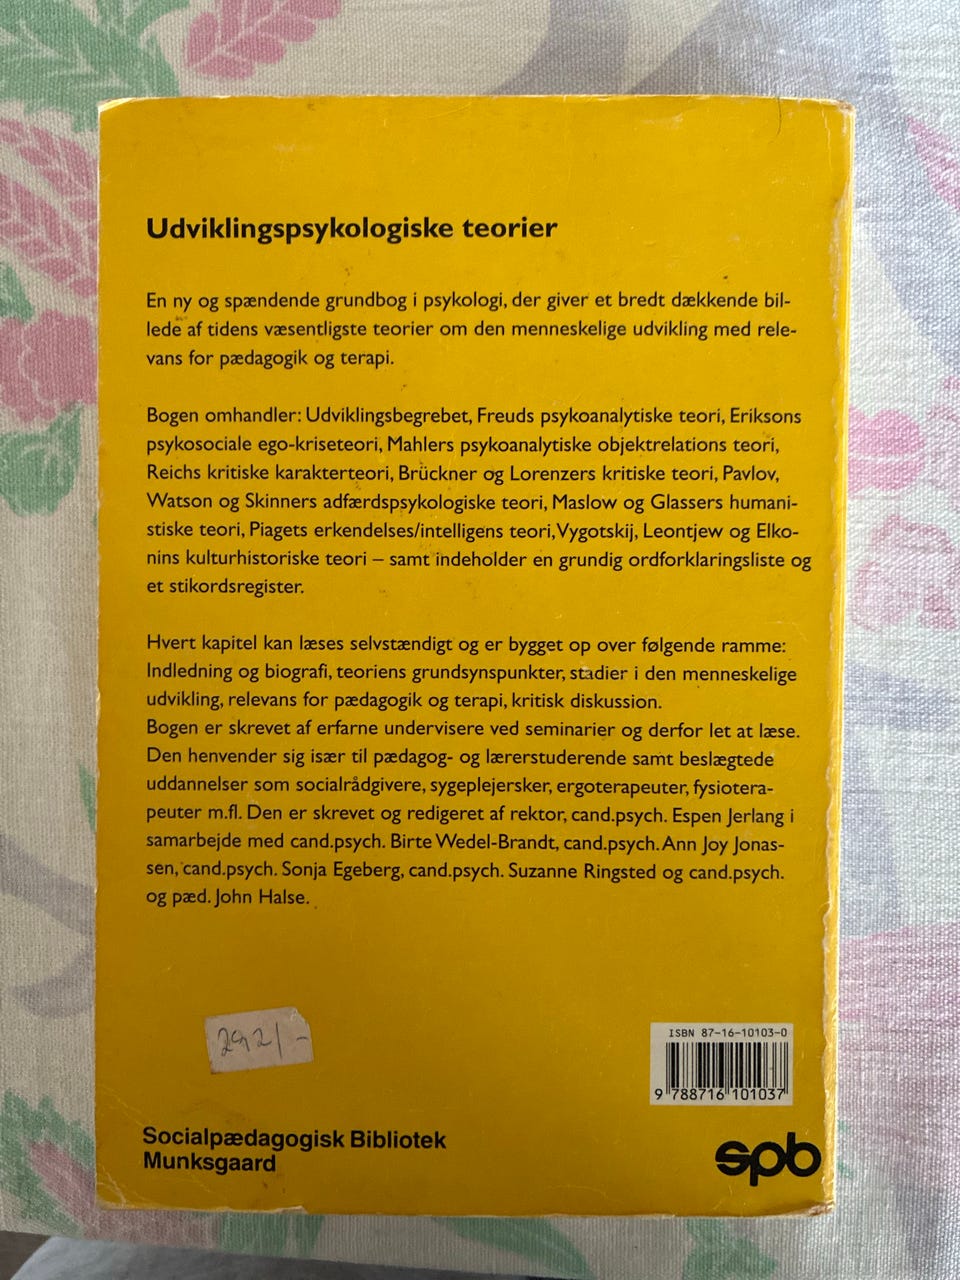 Udviklingspsykologiske teorier
En ny og spændende grundbog i psykologi, der giver et bredt dækkende bil-
lede af tidens væsentligste teorier om den menneskelige udvikling med rele-
vans for pædagogik og terapi.
Bogen omhandler: Udviklingsbegrebet, Freuds psykoanalytiske teori, Eriksons
psykosociale ego-kriseteori, Mahlers psykoanalytiske objektrelations teori,
Reichs kritiske karakterteori, Brückner og Lorenzers kritiske teori, Pavlov,
Watson og Skinners adfærdspsykologiske teori, Maslow og Glassers humani-
stiske teori, Piagets erkendelses/intelligens teori, Vygotskij, Leontjew og Elko-
nins kulturhistoriske teori – samt indeholder en grundig ordforklaringsliste og
et stikordsregister.
Hvert kapitel kan læses selvstændigt og er bygget op over følgende ramme:
Indledning og biografi, teoriens grundsynspunkter, stadier i den menneskelige
udvikling, relevans for pædagogik og terapi, kritisk diskussion.
Bogen er skrevet af erfarne undervisere ved seminarier og derfor let at læse.
Den henvender sig især til pædagog- og lærerstuderende samt beslægtede
uddannelser som socialrådgivere, sygeplejersker, ergoterapeuter, fysiotera-
peuter m.fl. Den er skrevet og redigeret af rektor, cand.psych. Espen Jerlang i
samarbejde med cand.psych. Birte Wedel-Brandt, cand.psych. Ann Joy Jonas-
sen, cand.psych. Sonja Egeberg, cand.psych. Suzanne Ringsted og cand.psych.
og pæd. John Halse.
292/-
ISBN 87-16-10103-0
9 788716 101037
Socialpædagogisk Bibliotek
Munksgaard
spb